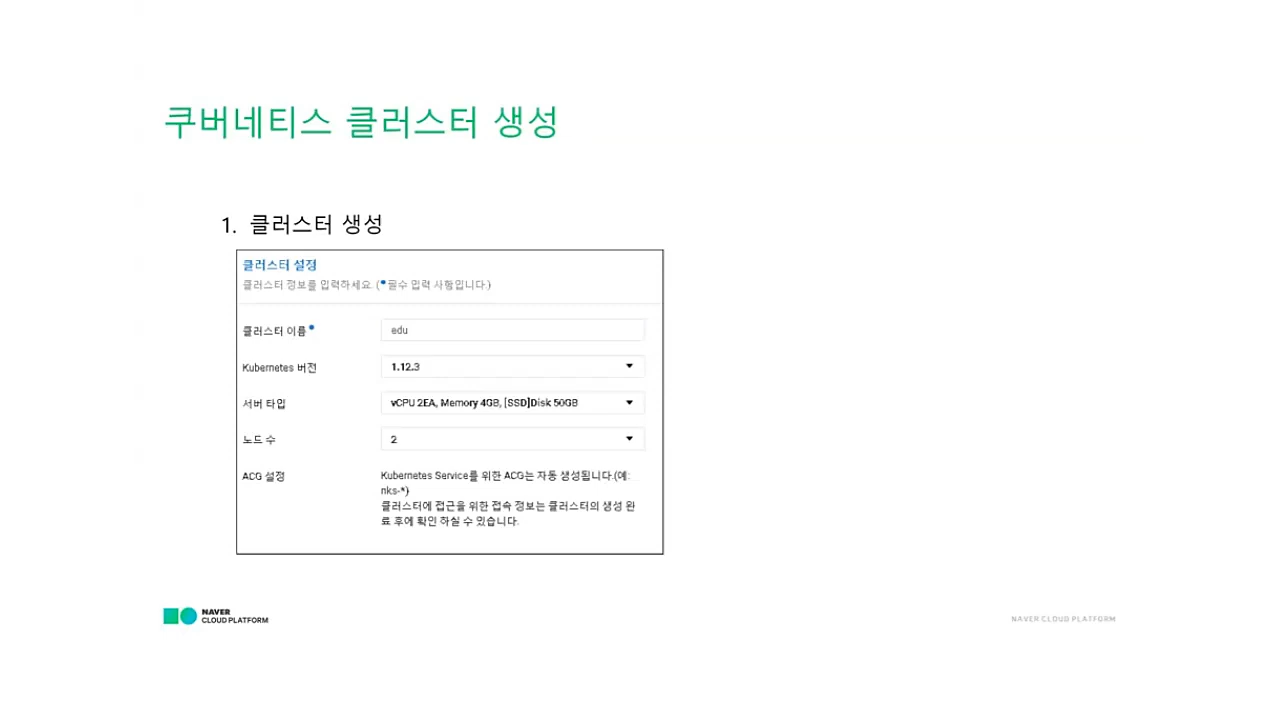 쿠버네티스 클러스터 생성
1. 클러스터 생성
클러스터 설정
클러스터 정보를 입력하세요. (•필수 입력 사항입니다.)
클러스터 이름• edu
Kubernetes 버전 1.12.3
서버 타입 vCPU 2EA, Memory 4GB, [SSD]Disk 50GB
노드 수 2
ACG 설정 Kubernetes Service를 위한 ACG는 자동 생성됩니다.(예:
nks-*)
클러스터에 접근을 위한 접속 정보는 클러스터의 생성 완
료 후에 확인 하실 수 있습니다.
NAVER
CLOUD PLATFORM
NAVER CLOUD PLATFORM